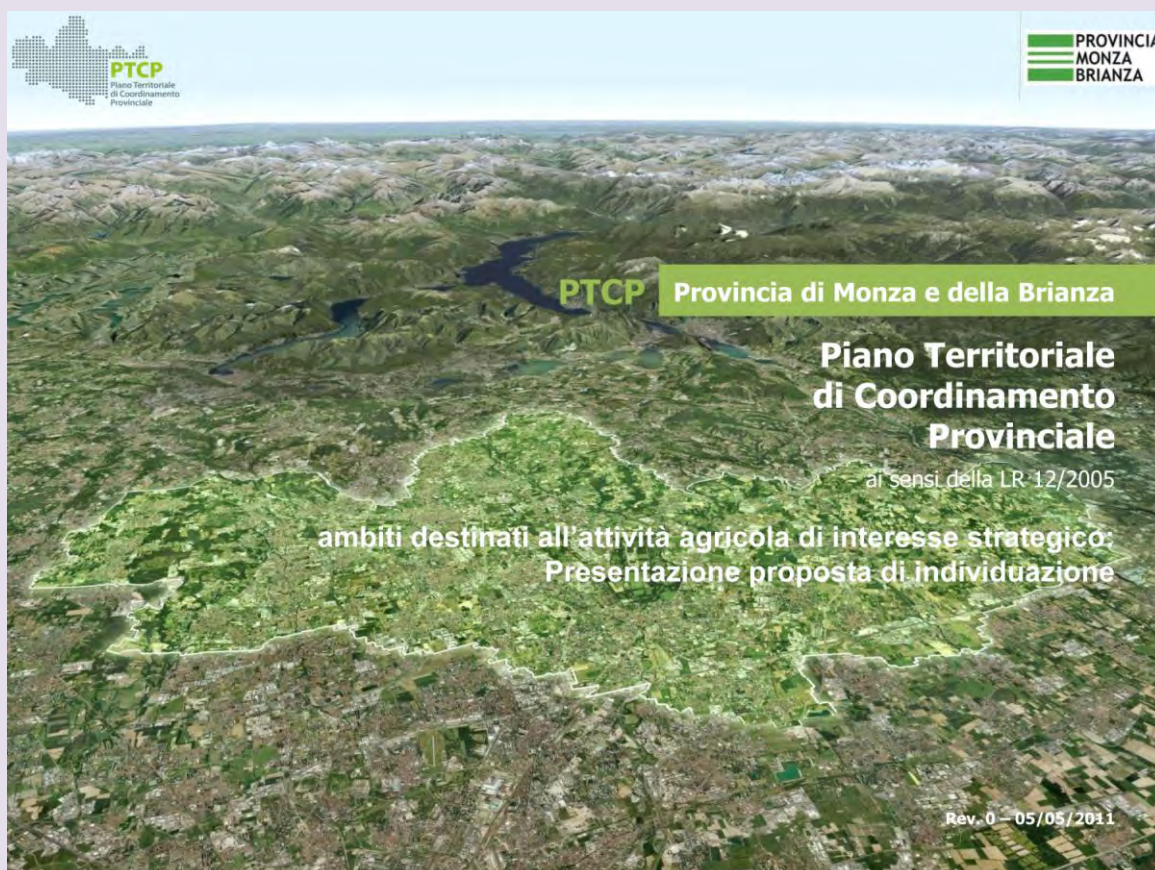 PTCP
Piano Territoriale
di Coordinamento
Provinciale
PROVINCIA
MONZA
BRIANZA
PTCP Provincia di Monza e della Brianza
Piano Territoriale
di Coordinamento
Provinciale
ai sensi della LR 12/2005
ambiti destinati all'attività agricola di interesse strategico:
Presentazione proposta di individuazione
Rev. 0 – 05/05/2011